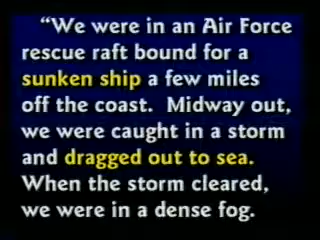 “We were in an Air Force
rescue raft bound for a
sunken ship a few miles
off the coast. Midway out,
we were caught in a storm
and dragged out to sea.
When the storm cleared,
we were in a dense fog.